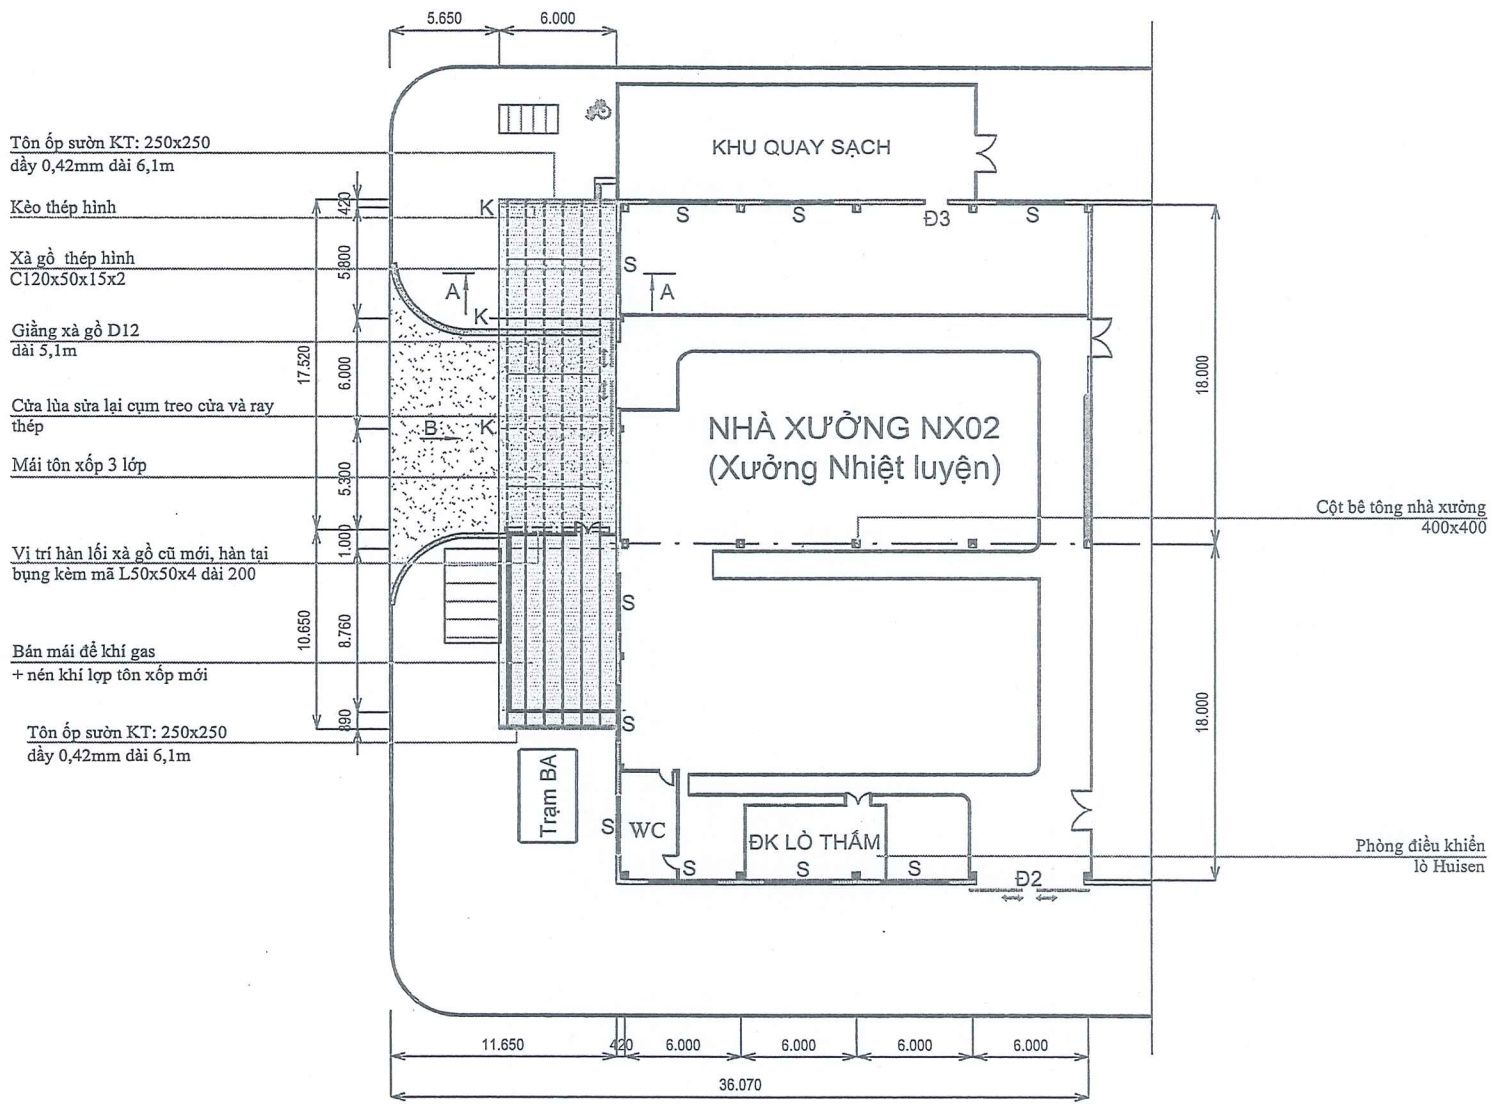 5.650
6.000
KHU QUAY SẠCH
Tôn ốp sườn KT: 250x250
dầy 0,42mm dài 6,1m
Kèo thép hình
Xà gồ thép hình
C120x50x15x2
Giằng xà gồ D12
dài 5,1m
Cửa lùa sửa lại cụm treo cửa và ray
thép
Mái tôn xốp 3 lớp
Vị trí hàn lối xà gồ cũ mới, hàn tại
bụng kèm mã L50x50x4 dài 200
Bán mái để khí gas
+ nén khí lợp tôn xốp mới
Tôn ốp sườn KT: 250x250
dầy 0,42mm dài 6,1m
17.520
10.650
420
5.800
6.000
5.300
1.000
8.760
890
K
K
K
A
A
B
S
S
S
S
Đ3
NHÀ XƯỞNG NX02
(Xưởng Nhiệt luyện)
18.000
18.000
Cột bê tông nhà xưởng
400x400
S
S
Trạm BA
S
WC
ĐK LÒ THẤM
S
S
S
Đ2
Phòng điều khiển
lò Huisen
11.650
420
6.000
6.000
6.000
6.000
36.070